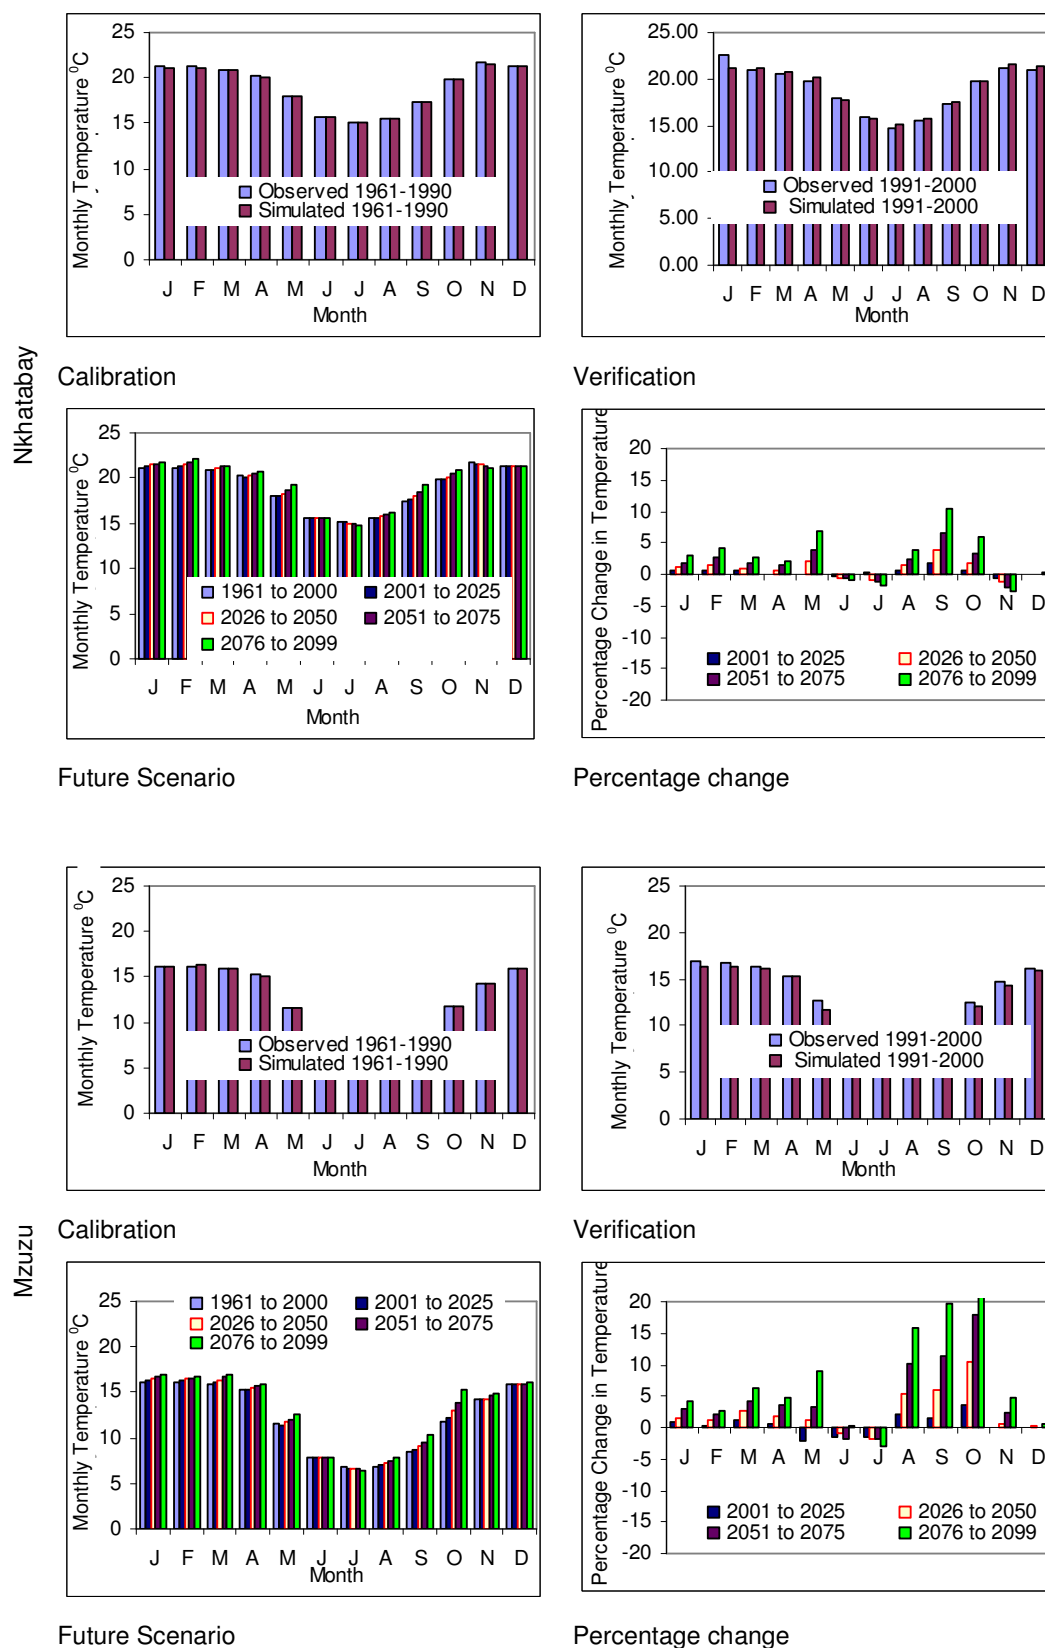 Nkhatabay
Monthly Temperature ⁰C
25
20
15
10
5
0
Observed 1961-1990
Simulated 1961-1990
J F M A M J J A S O N D
Month
Calibration
Monthly Temperature ⁰C
25.00
20.00
15.00
10.00
5.00
0.00
Observed 1991-2000
Simulated 1991-2000
J F M A M J J A S O N D
Month
Verification
Monthly Temperature ⁰C
25
20
15
10
5
0
1961 to 2000 2001 to 2025
2026 to 2050 2051 to 2075
2076 to 2099
J F M A M J J A S O N D
Month
Future Scenario
Percentage Change in Temperature
20
15
10
5
0
-5
-10
-15
-20
J F M A M J J A S O N D
2001 to 2025 2026 to 2050
2051 to 2075 2076 to 2099
Percentage change
Mzuzu
Monthly Temperature ⁰C
25
20
15
10
5
0
Observed 1961-1990
Simulated 1961-1990
J F M A M J J A S O N D
Month
Calibration
Monthly Temperature ⁰C
25
20
15
10
5
0
Observed 1991-2000
Simulated 1991-2000
J F M A M J J A S O N D
Month
Verification
Monthly Temperature ⁰C
25
20
15
10
5
0
1961 to 2000 2001 to 2025
2026 to 2050 2051 to 2075
2076 to 2099
J F M A M J J A S O N D
Month
Future Scenario
Percentage Change in Temperature
20
15
10
5
0
-5
-10
-15
-20
J F M A M J J A S O N D
2001 to 2025 2026 to 2050
2051 to 2075 2076 to 2099
Percentage change